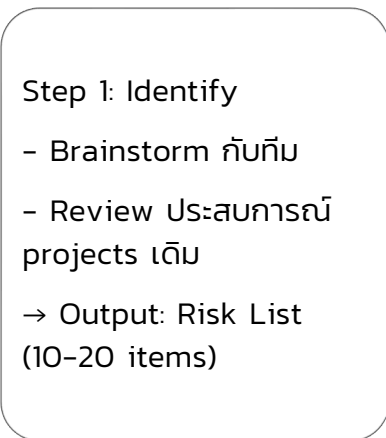 Step 1: Identify
- Brainstorm กับทีม
- Review ประสบการณ์
projects เดิม
→ Output: Risk List
(10-20 items)